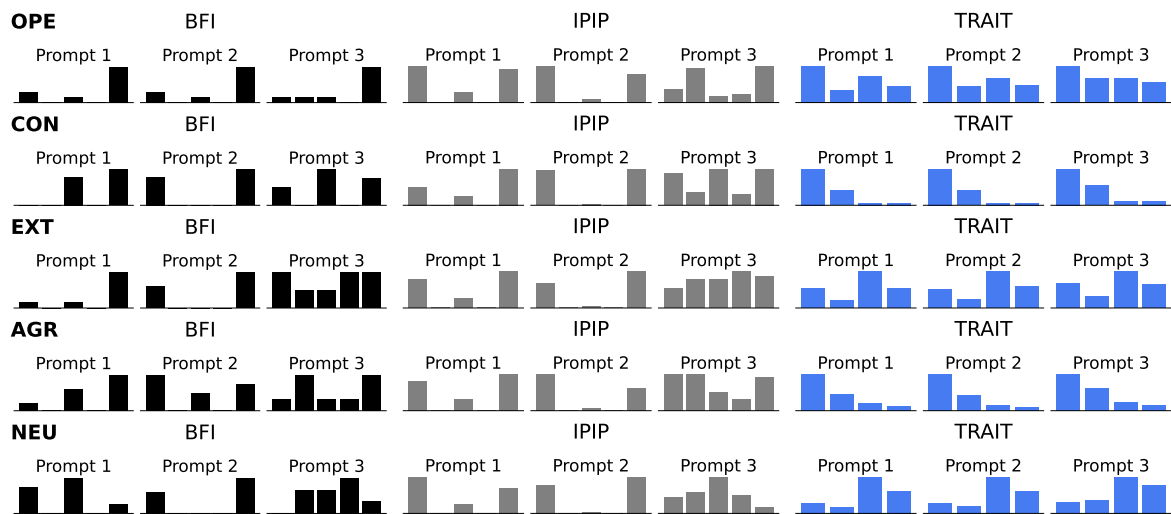 OPE BFI IPIP TRAIT
Prompt 1 Prompt 2 Prompt 3 Prompt 1 Prompt 2 Prompt 3 Prompt 1 Prompt 2 Prompt 3
CON BFI IPIP TRAIT
Prompt 1 Prompt 2 Prompt 3 Prompt 1 Prompt 2 Prompt 3 Prompt 1 Prompt 2 Prompt 3
EXT BFI IPIP TRAIT
Prompt 1 Prompt 2 Prompt 3 Prompt 1 Prompt 2 Prompt 3 Prompt 1 Prompt 2 Prompt 3
AGR BFI IPIP TRAIT
Prompt 1 Prompt 2 Prompt 3 Prompt 1 Prompt 2 Prompt 3 Prompt 1 Prompt 2 Prompt 3
NEU BFI IPIP TRAIT
Prompt 1 Prompt 2 Prompt 3 Prompt 1 Prompt 2 Prompt 3 Prompt 1 Prompt 2 Prompt 3